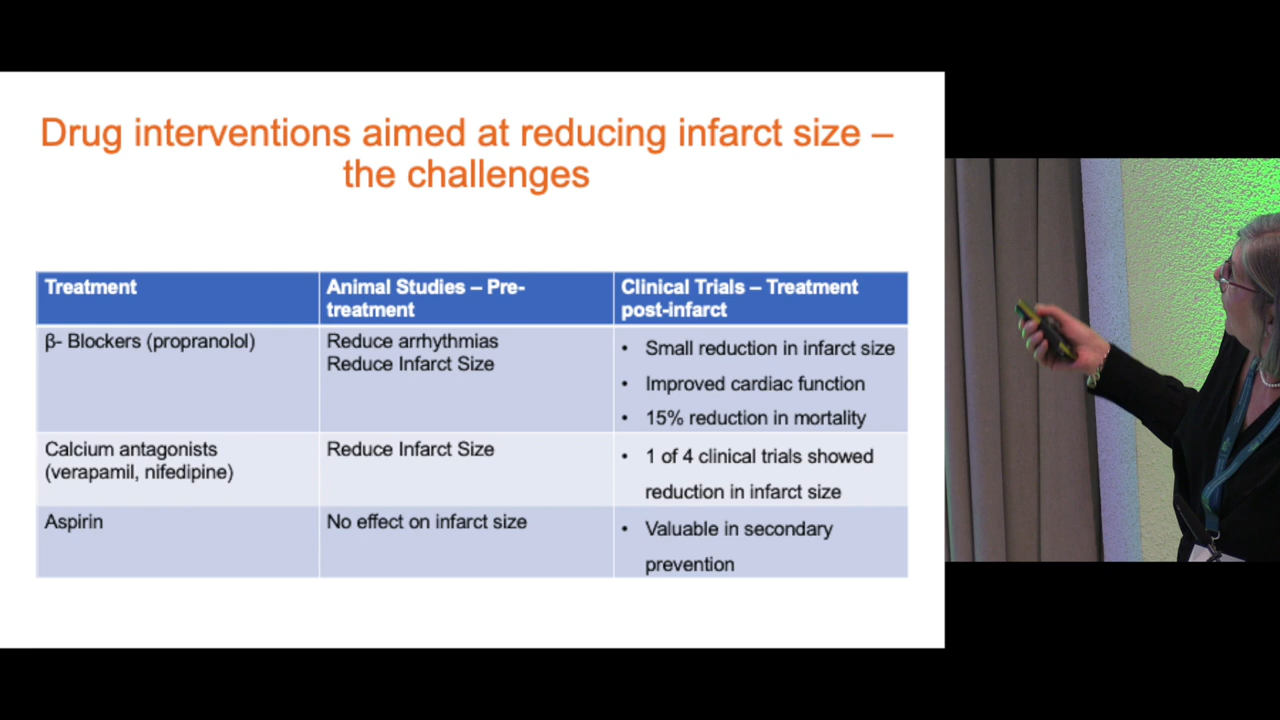 Drug interventions aimed at reducing infarct size –
the challenges
Treatment
Animal Studies – Pre-
treatment
Clinical Trials – Treatment
post-infarct
β- Blockers (propranolol)
Reduce arrhythmias
Reduce Infarct Size
• Small reduction in infarct size
• Improved cardiac function
• 15% reduction in mortality
Calcium antagonists
(verapamil, nifedipine)
Reduce Infarct Size
• 1 of 4 clinical trials showed
reduction in infarct size
Aspirin
No effect on infarct size
• Valuable in secondary
prevention